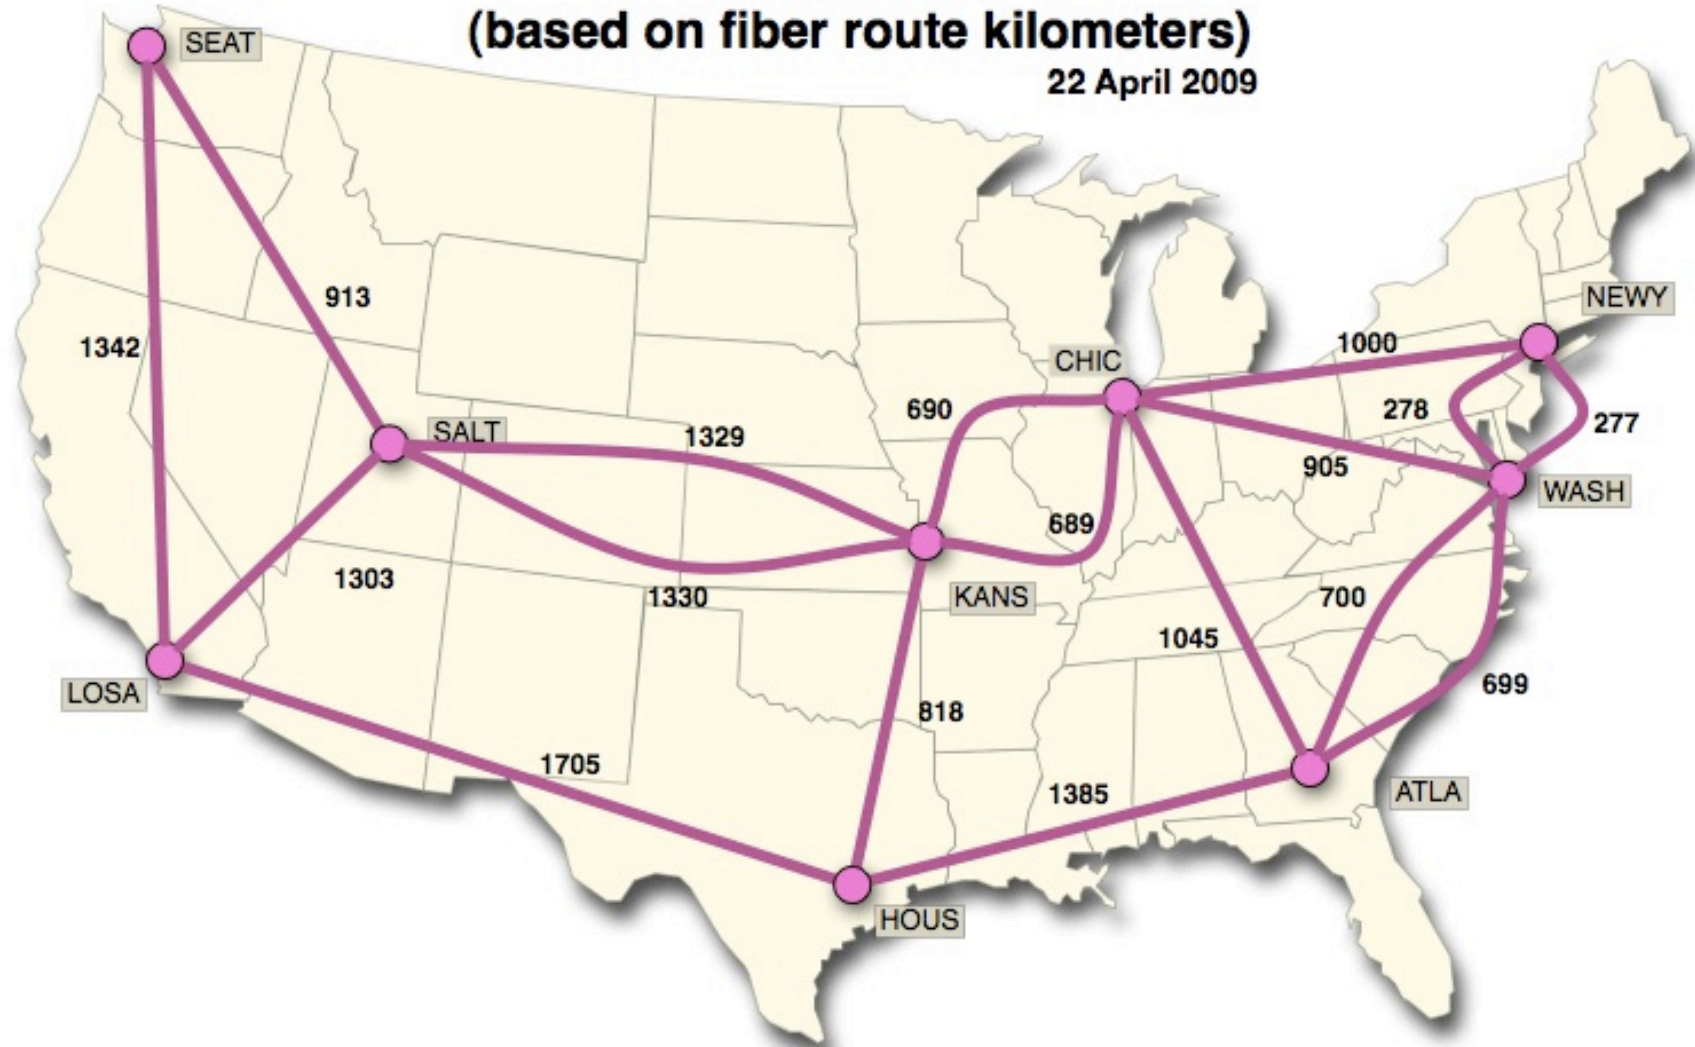 (based on fiber route kilometers)
22 April 2009
SEAT
913
1342
NEWY
1000
CHIC
690
278
277
SALT
1329
905
WASH
689
1303
1330
KANS
700
1045
LOSA
699
818
1705
1385
ATLA
HOUS